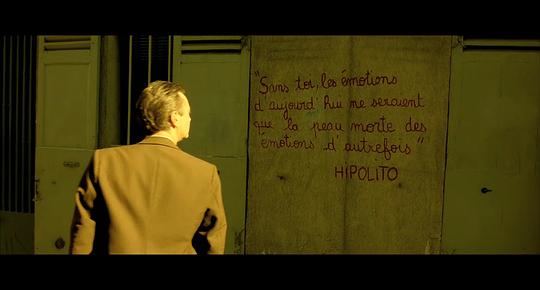 "Sans toi, les émotions
d'aujourd'hui ne seraient
que la peau morte des
émotions d'autrefois"
HIPOLITO